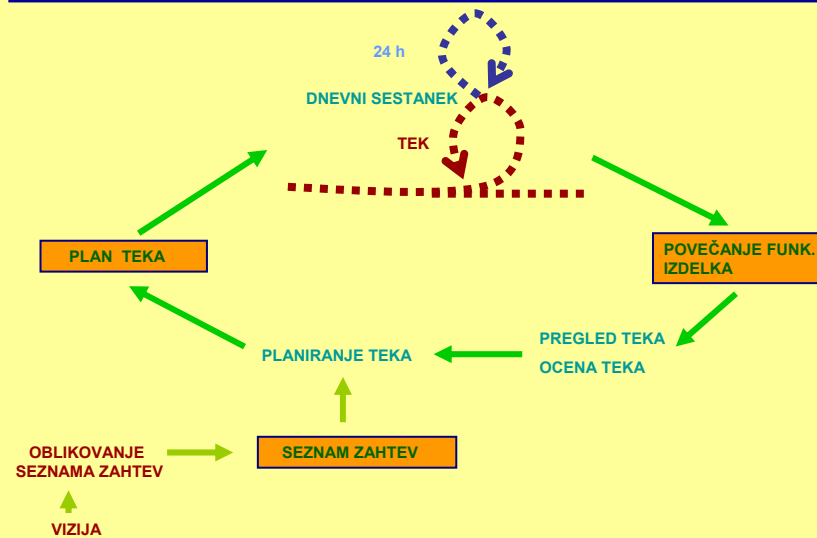 24 h
DNEVNI SESTANEK
TEK
PLAN TEKA
POVEČANJE FUNK.
IZDELKA
PREGLED TEKA
OCENA TEKA
PLANIRANJE TEKA
SEZNAM ZAHTEV
OBLIKOVANJE
SEZNAMA ZAHTEV
VIZIJA